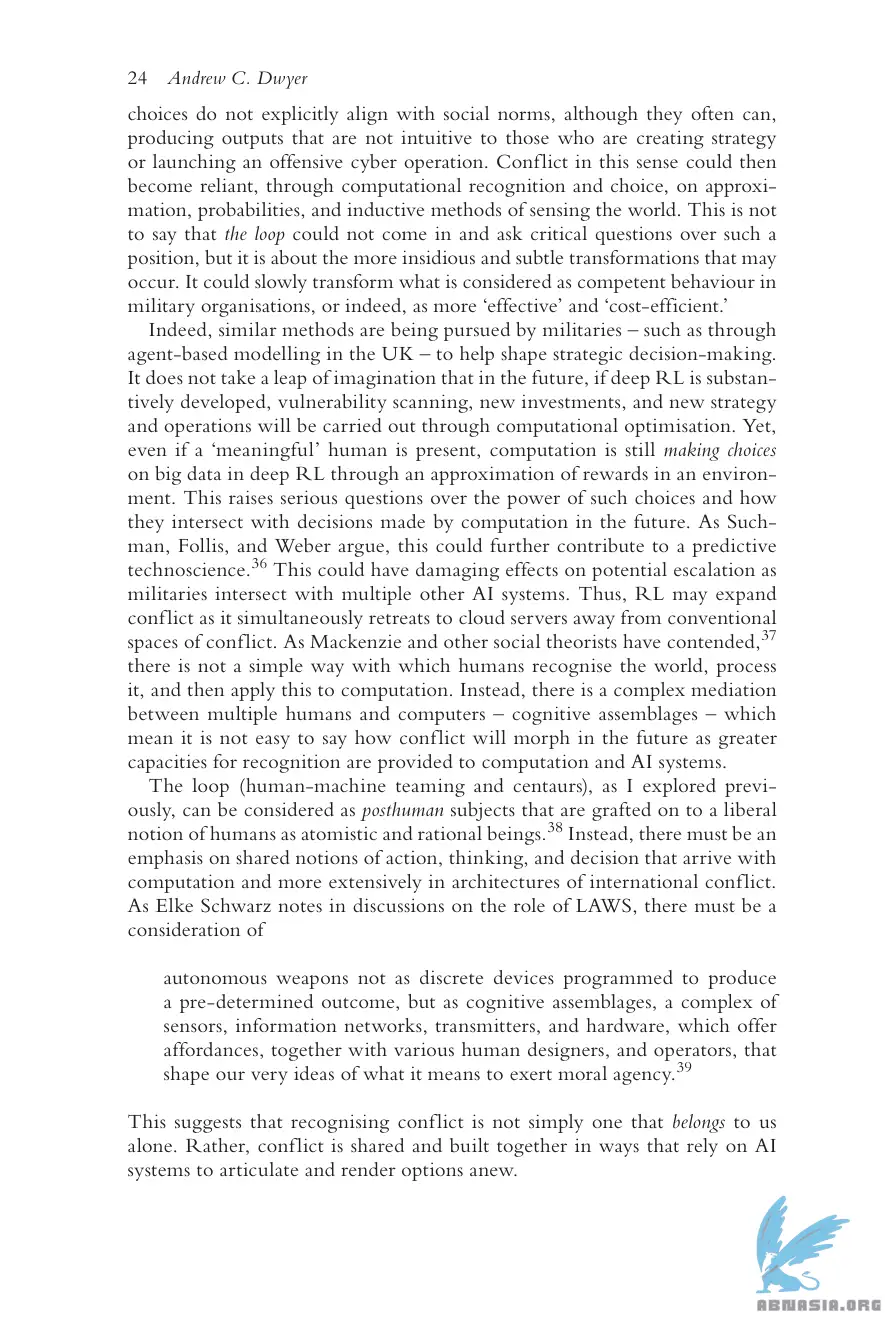 24 Andrew C. Dwyer
choices do not explicitly align with social norms, although they often can,
producing outputs that are not intuitive to those who are creating strategy
or launching an offensive cyber operation. Conflict in this sense could then
become reliant, through computational recognition and choice, on approxi-
mation, probabilities, and inductive methods of sensing the world. This is not
to say that the loop could not come in and ask critical questions over such a
position, but it is about the more insidious and subtle transformations that may
occur. It could slowly transform what is considered as competent behaviour in
military organisations, or indeed, as more ‘effective’ and ‘cost-efficient.’
Indeed, similar methods are being pursued by militaries – such as through
agent-based modelling in the UK – to help shape strategic decision-making.
It does not take a leap of imagination that in the future, if deep RL is substan-
tively developed, vulnerability scanning, new investments, and new strategy
and operations will be carried out through computational optimisation. Yet,
even if a ‘meaningful’ human is present, computation is still making choices
on big data in deep RL through an approximation of rewards in an environ-
ment. This raises serious questions over the power of such choices and how
they intersect with decisions made by computation in the future. As Such-
man, Follis, and Weber argue, this could further contribute to a predictive
technoscience.36 This could have damaging effects on potential escalation as
militaries intersect with multiple other AI systems. Thus, RL may expand
conflict as it simultaneously retreats to cloud servers away from conventional
spaces of conflict. As Mackenzie and other social theorists have contended,37
there is not a simple way with which humans recognise the world, process
it, and then apply this to computation. Instead, there is a complex mediation
between multiple humans and computers – cognitive assemblages – which
mean it is not easy to say how conflict will morph in the future as greater
capacities for recognition are provided to computation and AI systems.
The loop (human-machine teaming and centaurs), as I explored previ-
ously, can be considered as posthuman subjects that are grafted on to a liberal
notion of humans as atomistic and rational beings.38 Instead, there must be an
emphasis on shared notions of action, thinking, and decision that arrive with
computation and more extensively in architectures of international conflict.
As Elke Schwarz notes in discussions on the role of LAWS, there must be a
consideration of
autonomous weapons not as discrete devices programmed to produce
a pre-determined outcome, but as cognitive assemblages, a complex of
sensors, information networks, transmitters, and hardware, which offer
affordances, together with various human designers, and operators, that
shape our very ideas of what it means to exert moral agency.39
This suggests that recognising conflict is not simply one that belongs to us
alone. Rather, conflict is shared and built together in ways that rely on AI
systems to articulate and render options anew.
ABNASIA.ORG